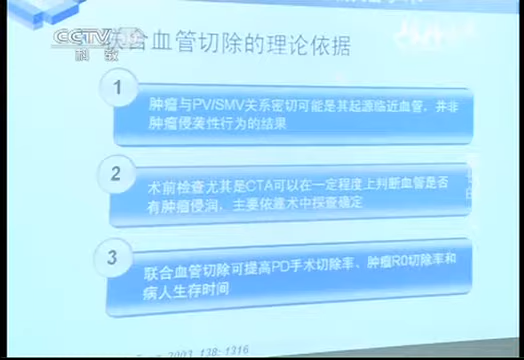 CCTV
科教
联合血管切除的理论依据
1
肿瘤与PV/SMV关系密切可能是其起源临近血管，并非
肿瘤侵袭性行为的结果
2
术前检查尤其是CTA可以在一定程度上判断血管是否
有肿瘤侵润，主要依靠术中探查确定
3
联合血管切除可提高PD手术切除率、肿瘤R0切除率和
病人生存时间
2003, 138: 1316